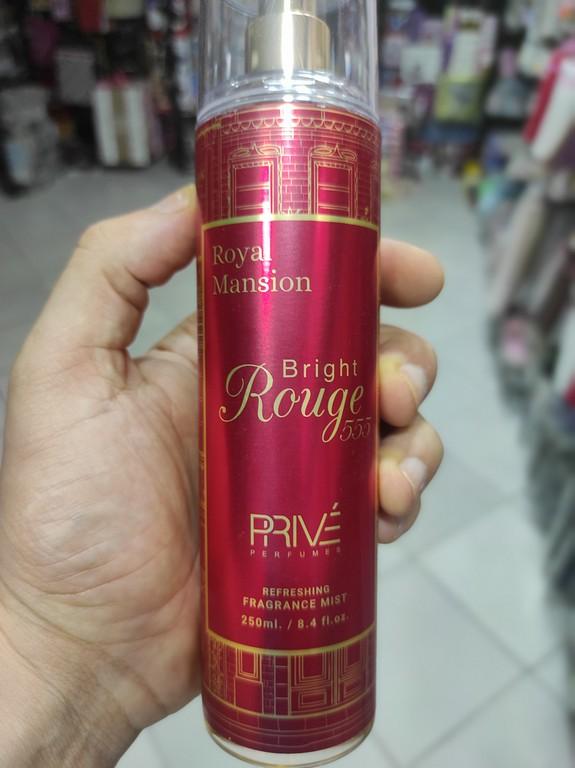 Royal
Mansion
Bright
Rouge
555
PRIVÉ
PERFUMES
REFRESHING
FRAGRANCE MIST
250ml. / 8.4 fl.oz.